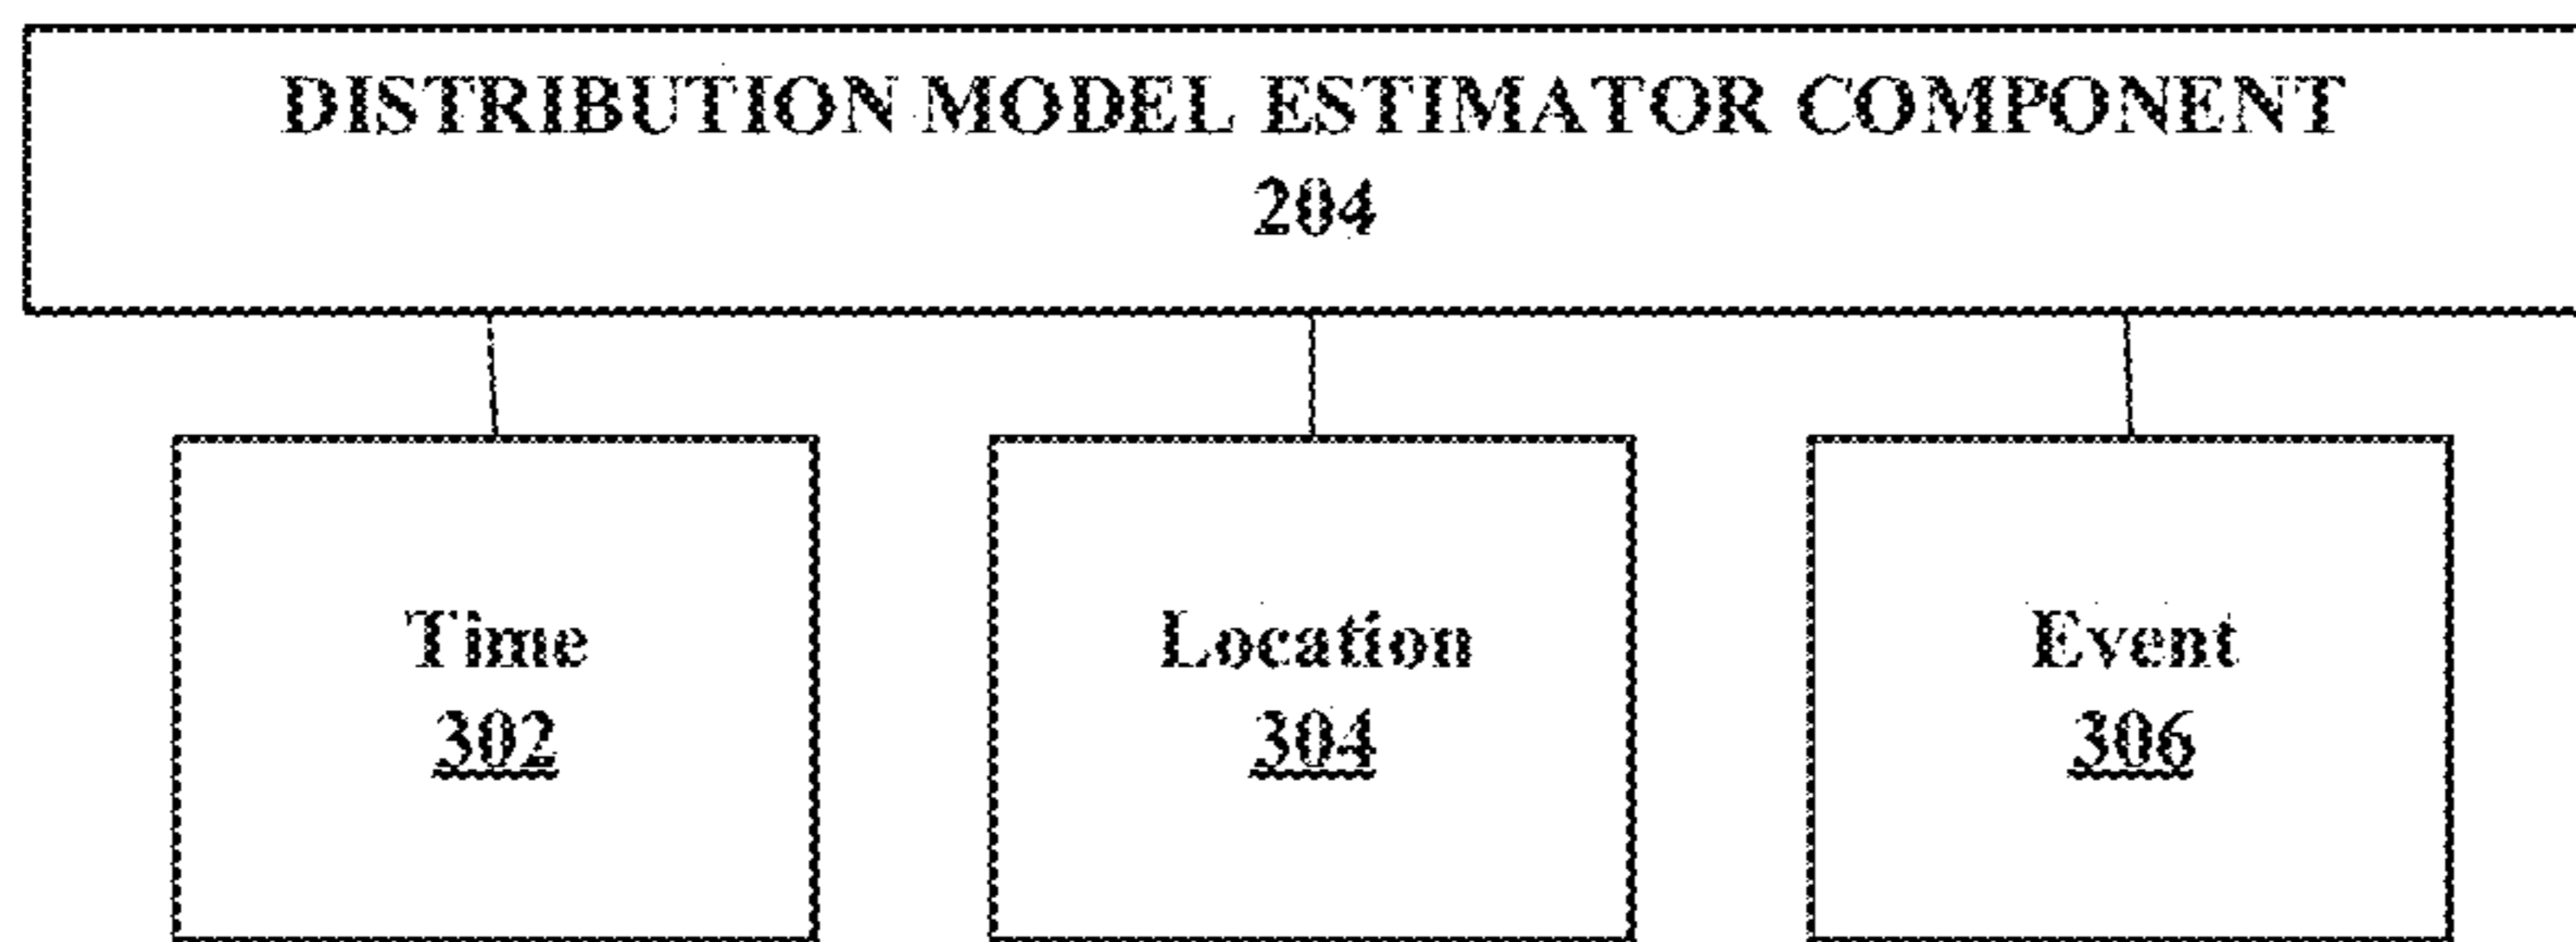 DISTRIBUTION MODEL ESTIMATOR COMPONENT
204
Time
302
Location
304
Event
306